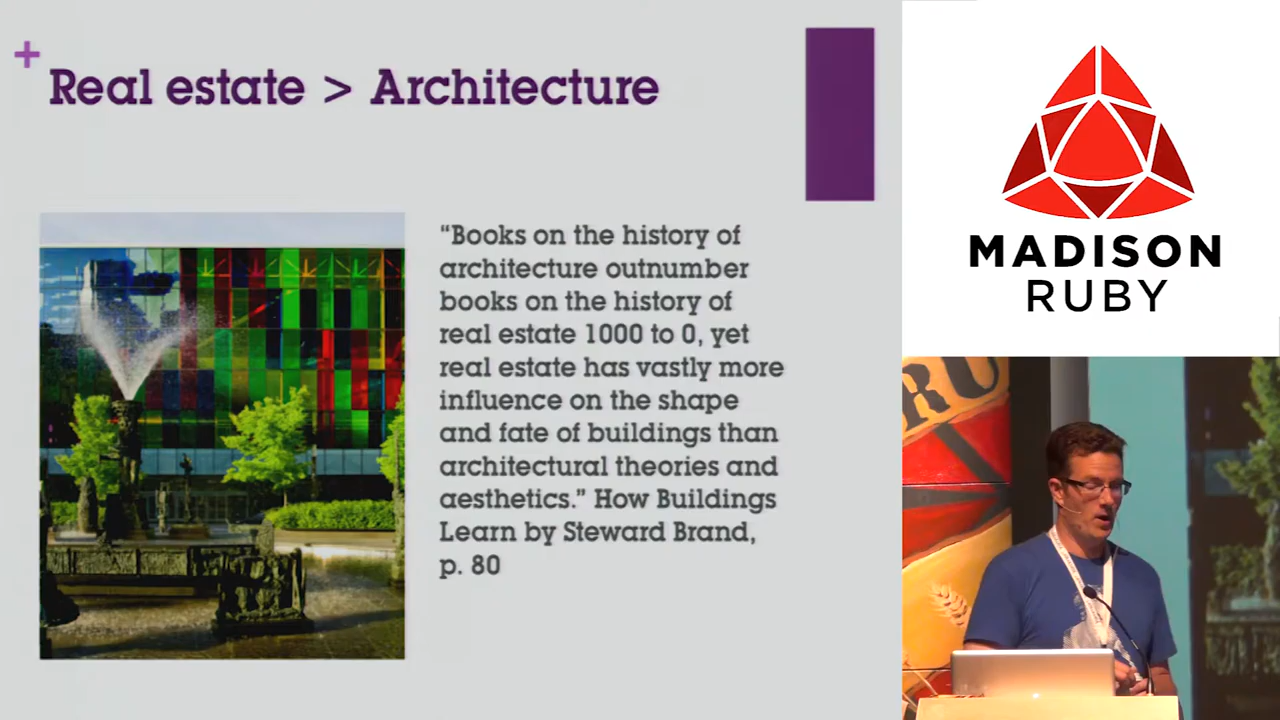 +
Real estate > Architecture
“Books on the history of
architecture outnumber
books on the history of
real estate 1000 to 0, yet
real estate has vastly more
influence on the shape
and fate of buildings than
architectural theories and
aesthetics.” How Buildings
Learn by Steward Brand,
p. 80
MADISON
RUBY
RU